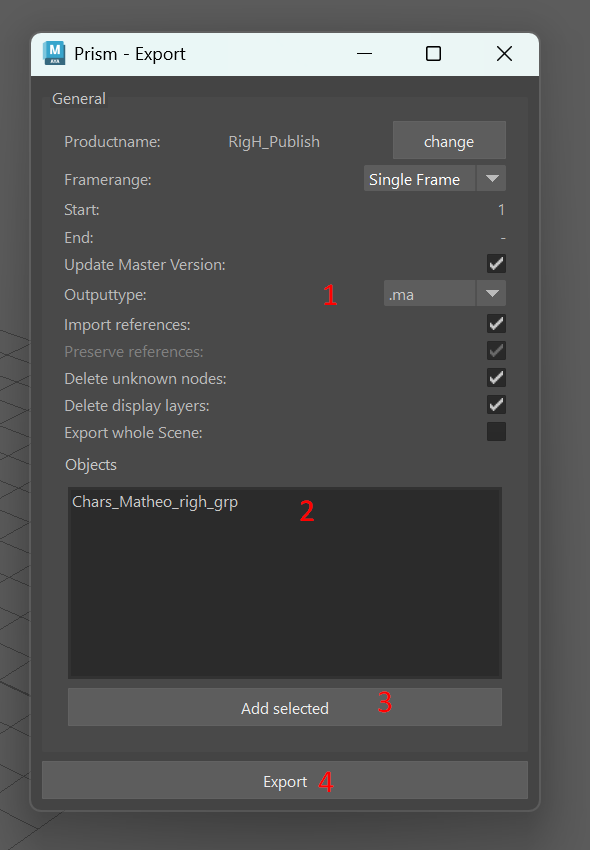 M
AYA
Prism - Export
General
Productname: RigH_Publish change
Framerange: Single Frame
Start: 1
End: -
Update Master Version:
Outputtype: 1 .ma
Import references:
Preserve references:
Delete unknown nodes:
Delete display layers:
Export whole Scene:
Objects
Chars_Matheo_righ_grp 2
Add selected 3
Export 4